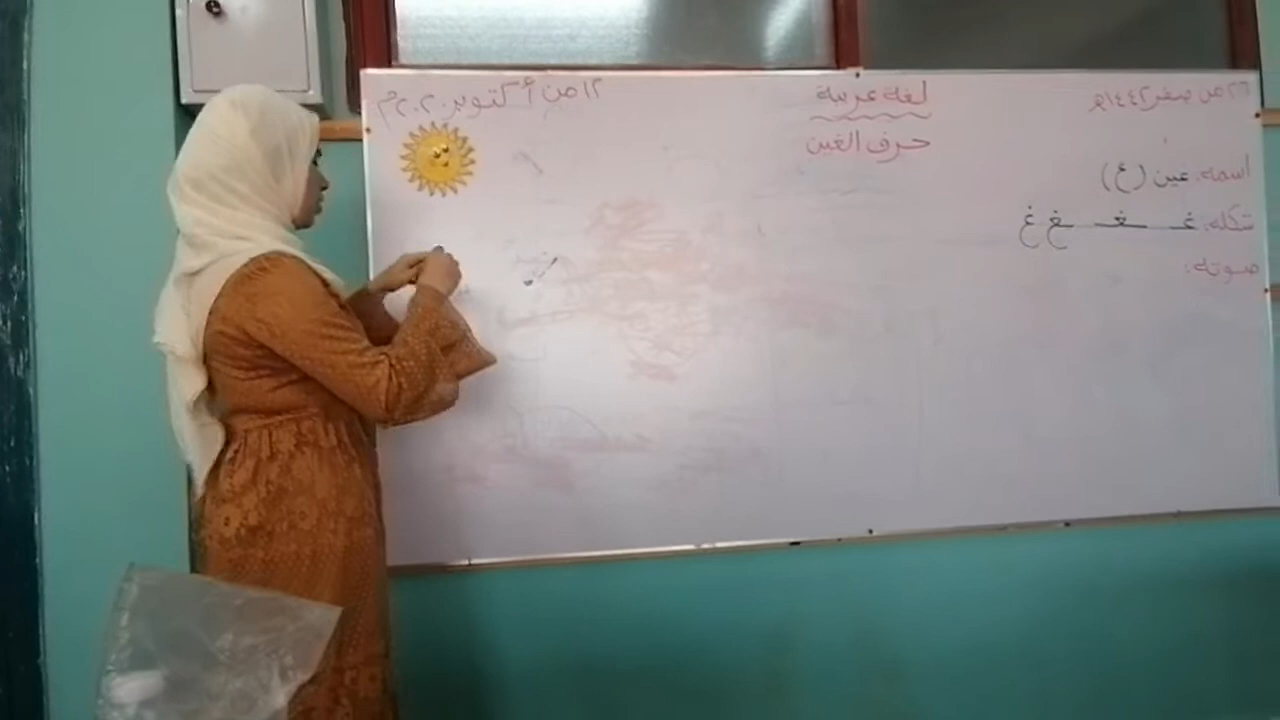 ٢٦ من صفر ١٤٤٢هـ
لغة عربية
١٢ من أكتوبر ٢٠٢٠م
حرف الغين
اسمه: غين (غ)
شكله: غـ ـغـ ـغ غ
صوته: